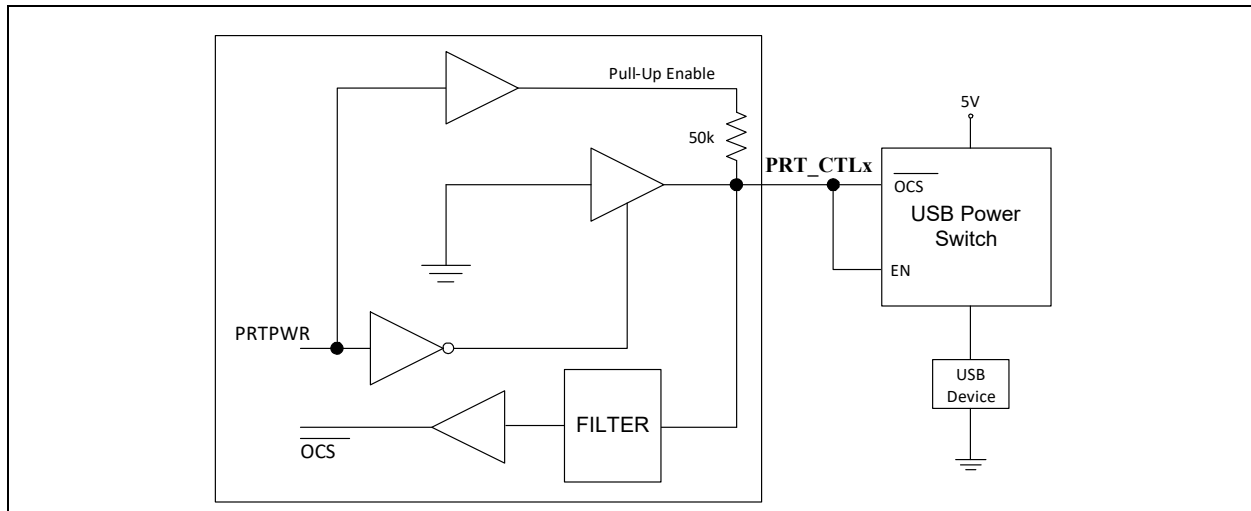 Pull-Up Enable
5V
50k
PRT_CTLx
OCS
USB Power
Switch
EN
PRTPWR
USB
Device
FILTER
OCS